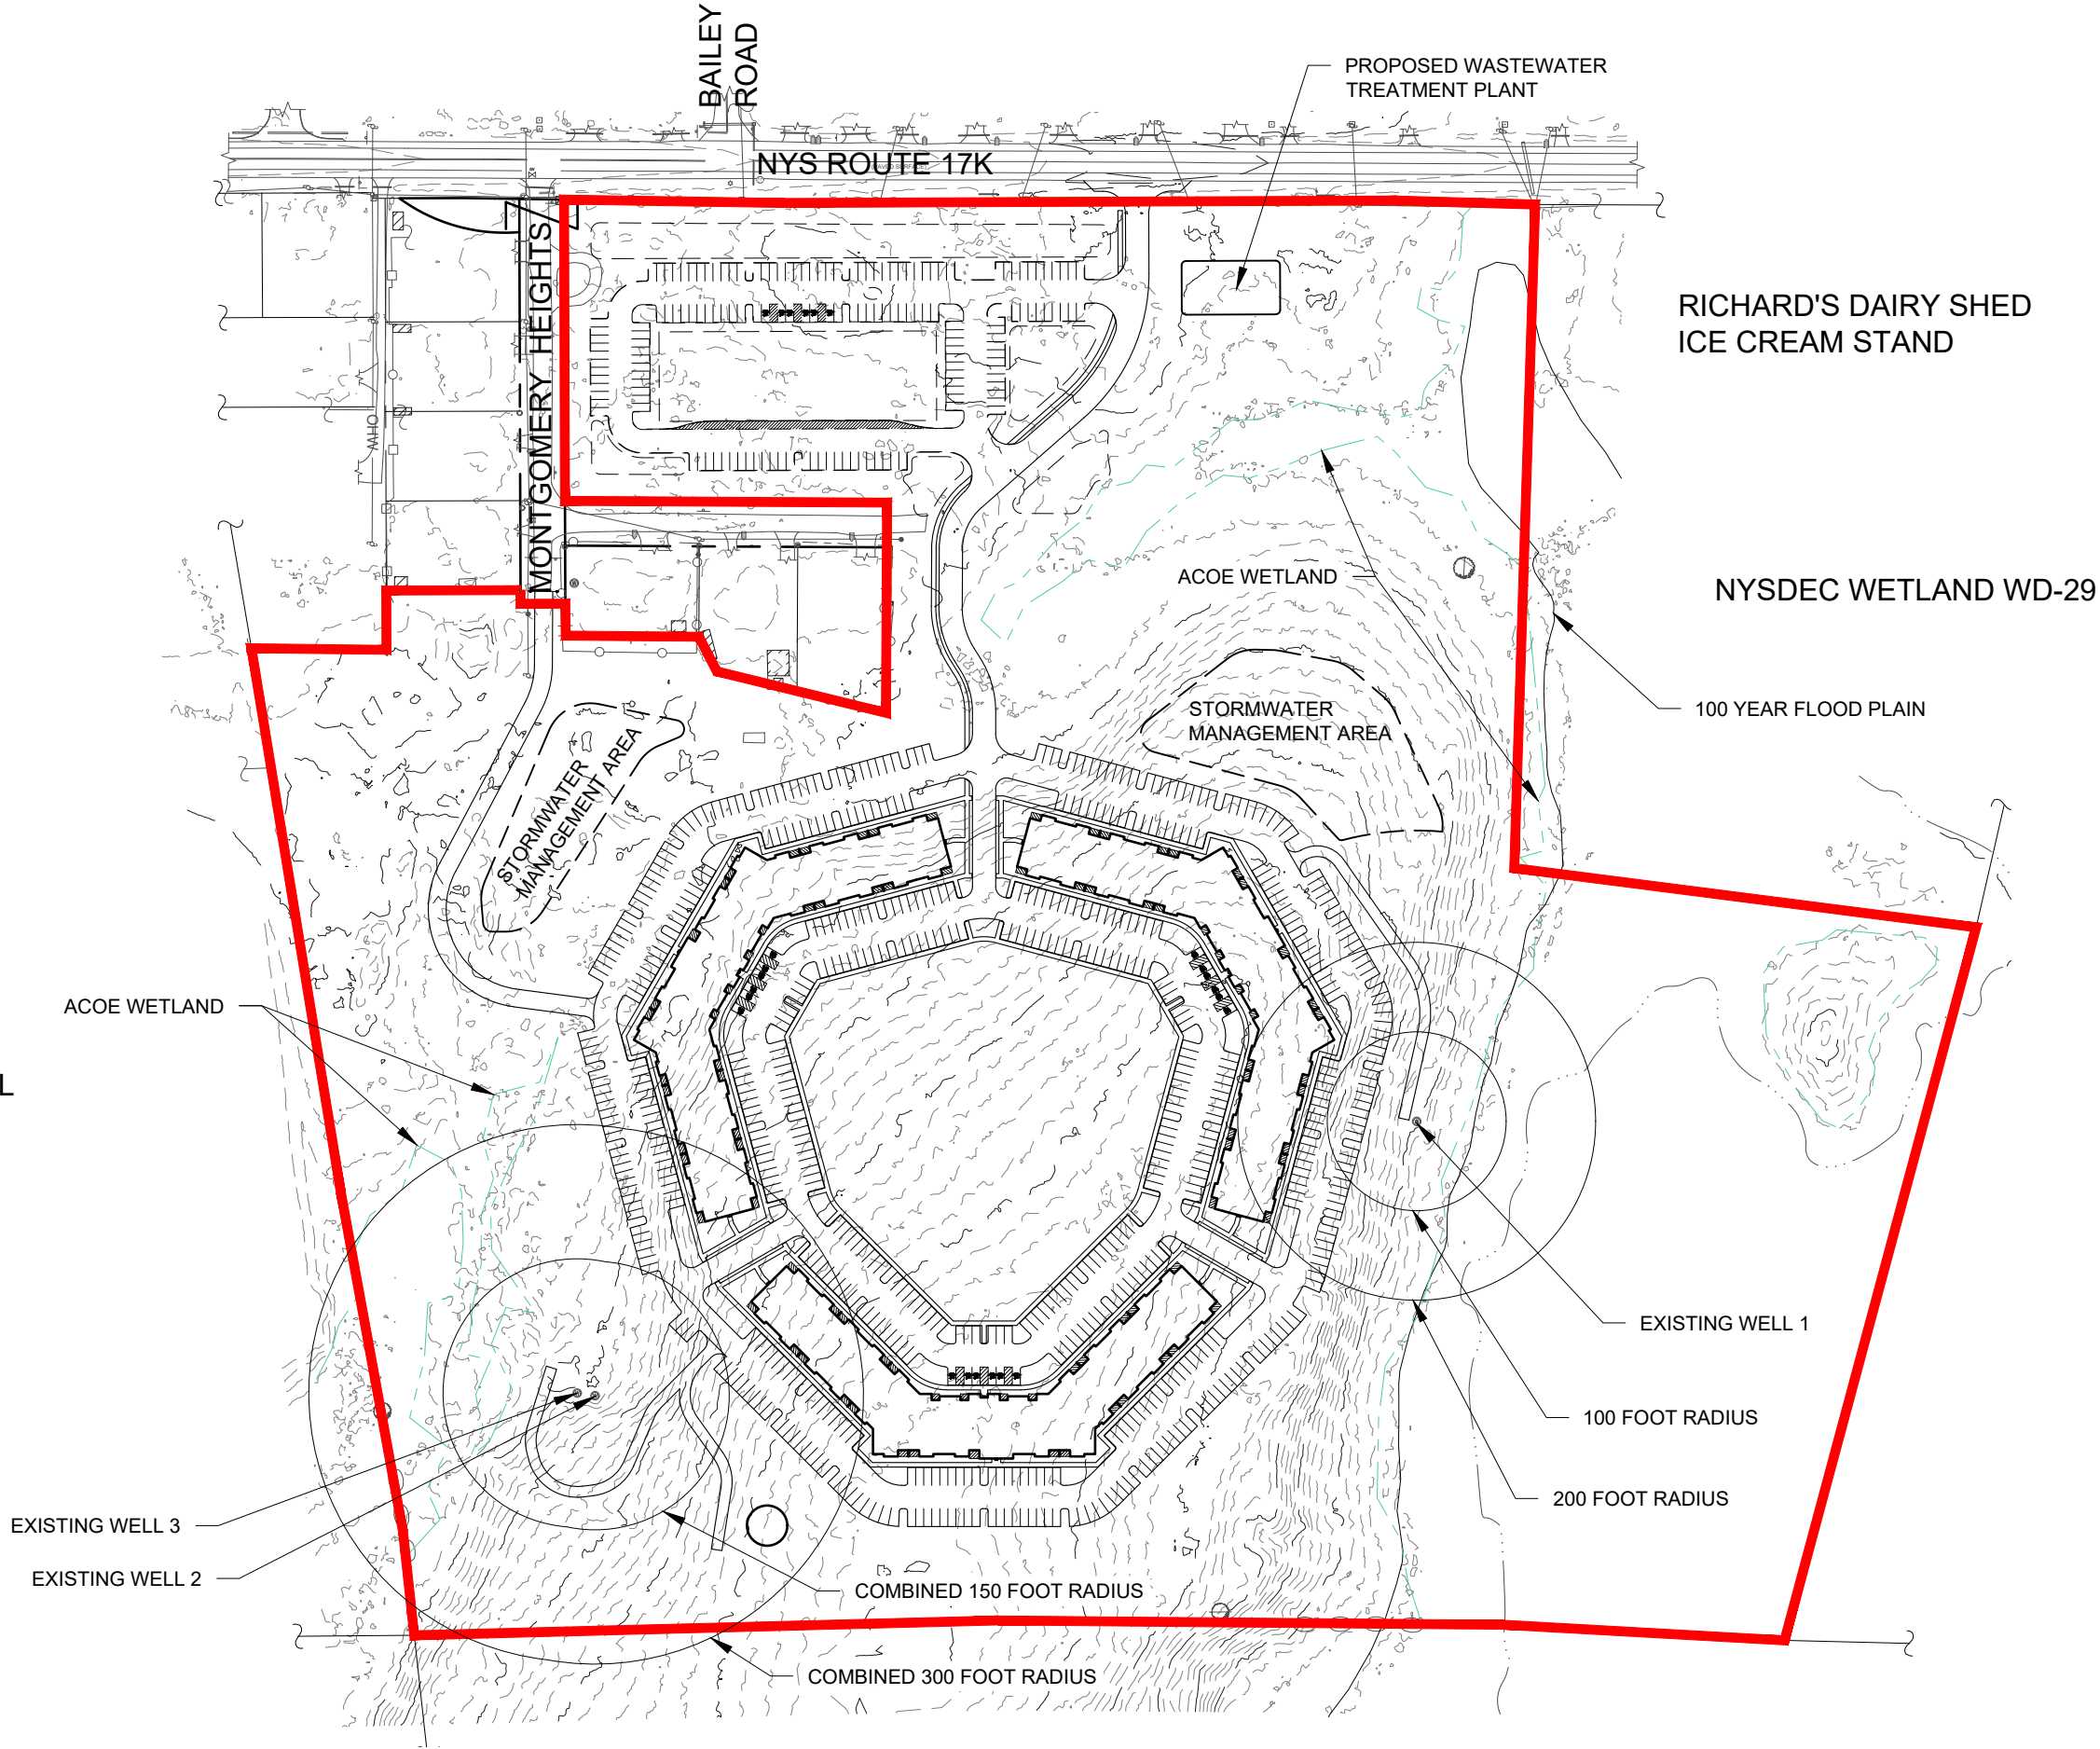 BAILEY
ROAD
PROPOSED WASTEWATER
TREATMENT PLANT
NYS ROUTE 17K
MONTGOMERY HEIGHTS
RICHARD'S DAIRY SHED
ICE CREAM STAND
OHW
ACOE WETLAND
NYSDEC WETLAND WD-29
100 YEAR FLOOD PLAIN
STORMWATER
MANAGEMENT AREA
STORMWATER
MANAGEMENT AREA
ACOE WETLAND
L
EXISTING WELL 1
100 FOOT RADIUS
200 FOOT RADIUS
EXISTING WELL 3
EXISTING WELL 2
COMBINED 150 FOOT RADIUS
COMBINED 300 FOOT RADIUS